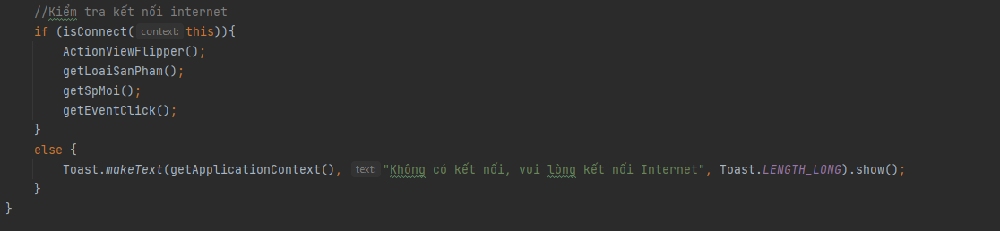 //Kiểm tra kết nối internet
if (isConnect( context: this)){
ActionViewFlipper();
getLoaiSanPham();
getSpMoi();
getEventClick();
}
else {
Toast.makeText(getApplicationContext(), text: "Không có kết nối, vui lòng kết nối Internet", Toast.LENGTH_LONG).show();
}
}